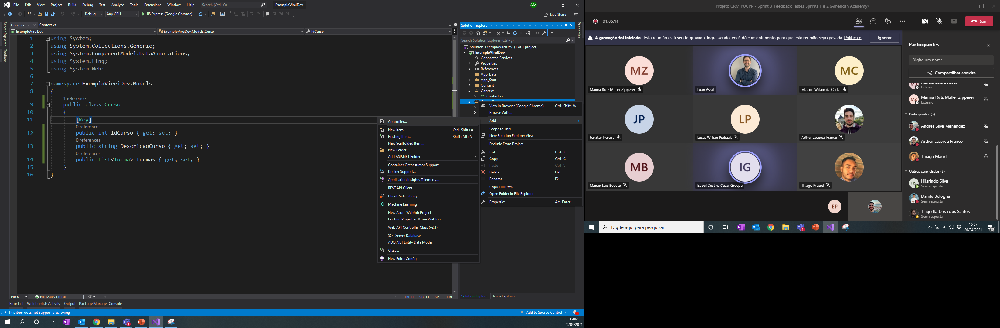 File Edit View Project Build Debug Test Analyze Tools Extensions Window Help Search (Ctrl+Q) ExemploVireiDev AM
Debug Any CPU IIS Express (Google Chrome) Live Share
Server Explorer
Toolbox
Curso.cs Context.cs
ExemploVireiDev ExemploVireiDev.Models.Curso IdCurso
1 using System;
2 using System.Collections.Generic;
3 using System.ComponentModel.DataAnnotations;
4 using System.Linq;
5 using System.Web;
6
7 namespace ExemploVireiDev.Models
8 {
1 reference
9 public class Curso
10 {
11 [Key]
0 references
12 public int IdCurso { get; set; }
0 references
13 public string DescricaoCurso { get; set; }
0 references
14 public List<Turma> Turmas { get; set; }
15 }
16 }
146 % No issues found Ln: 11 Ch: 14 SPC CRLF
Error List Web Publish Activity Output Package Manager Console
This item does not support previewing Add to Source Control 1
Solution Explorer
Properties
Search Solution Explorer (Ctrl+ç)
Solution 'ExemploVireiDev' (1 of 1 project)
ExemploVireiDev
Connected Services
Properties
References
App_Data
App_Start
Content
Context
C# Context.cs
View in Browser (Google Chrome) Ctrl+Shift+W
Browse With...
Add
Scope to This
New Solution Explorer View
Exclude From Project
Cut Ctrl+X
Copy Ctrl+C
Paste Ctrl+V
Delete Del
Rename F2
Copy Full Path
Open Folder in File Explorer
Properties Alt+Enter
Controller...
New Item... Ctrl+Shift+A
Existing Item... Shift+Alt+A
New Scaffolded Item...
New Folder
Add ASP.NET Folder
Container Orchestrator Support...
Docker Support...
Application Insights Telemetry...
REST API Client...
Client-Side Library...
Machine Learning
New Azure WebJob Project
Existing Project as Azure WebJob
Web API Controller Class (v2.1)
SQL Server Database
ADO.NET Entity Data Model
Class...
New EditorConfig
Solution Explorer Team Explorer
15:07
20/04/2021
Projeto CRM PUCPR - Sprint 3_Feedback Testes Sprints 1 e 2 (American Academy)
01:05:14 Sair
A gravação foi iniciada. Esta reunião está sendo gravada. Ingressando, você dá consentimento para que esta reunião seja gravada. Política d... Ignorar
MZ
Marina Rutz Muller Zipperer
Luan Assaf
MC
Maicon Wilson da Costa
JP
Jonatan Pereira
LP
Lucas Willian Pietrzak
Arthur Lacerda Franco
MB
Marcio Luiz Bobato
IG
Isabel Cristina Cezar Groque
Thiago Maciel
EP
Participantes
Digite um nome
Compartilhar convite
MB
Externo
MZ Marina Rutz Muller Zipperer
Externo
Participantes (3)
Andres Silva Menéndez
Arthur Lacerda Franco
Thiago Maciel
Outros convidados (3)
HS Hilarindo Silva
Sem resposta
Danilo Bologna
Sem resposta
Tiago Barbosa dos Santos
Sem resposta
Digite aqui para pesquisar
15:07
20/04/2021
10